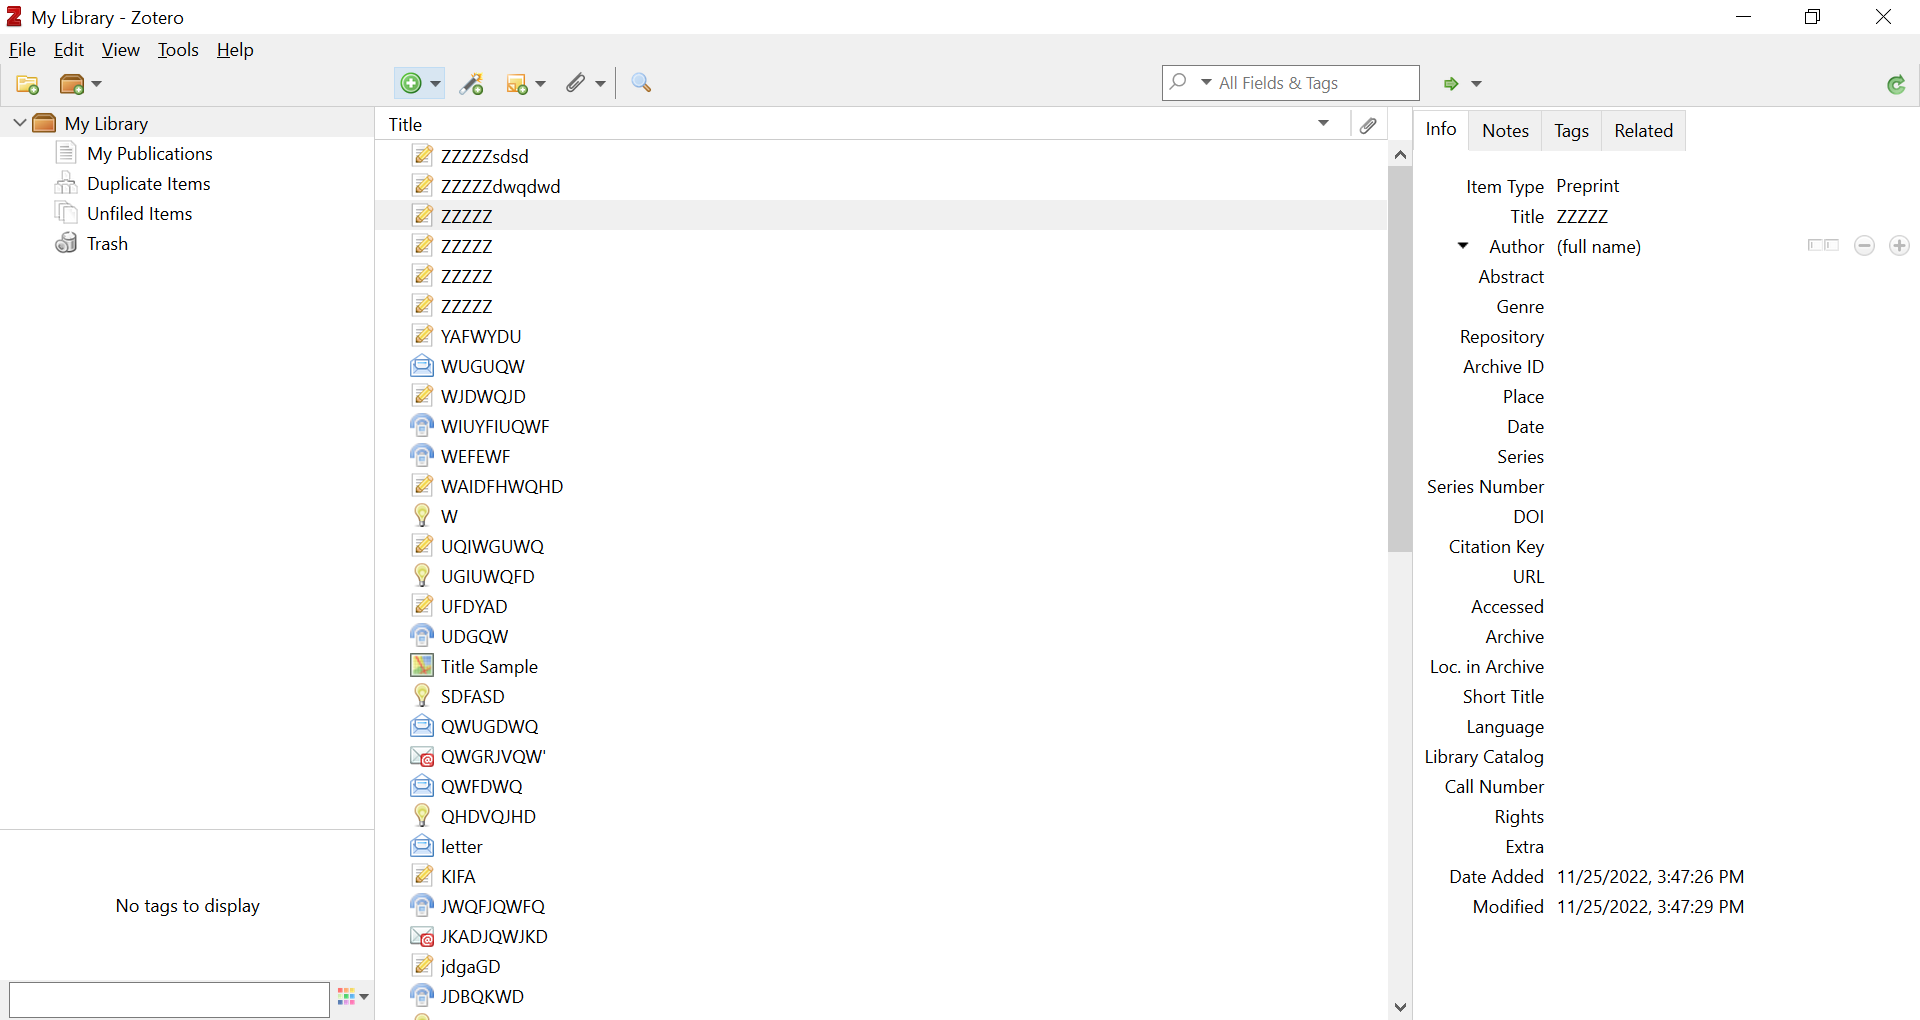 My Library - Zotero
File Edit View Tools Help
All Fields & Tags
My Library
My Publications
Duplicate Items
Unfiled Items
Trash
No tags to display
Title
ZZZZZsdsd
ZZZZZdwqdwd
ZZZZZ
ZZZZZ
ZZZZZ
ZZZZZ
YAFWYDU
WUGUQW
WJDWQJD
WIUYFIUQWF
WEFEWF
WAIDFHWQHD
W
UQIWGUWQ
UGIUWQFD
UFDYAD
UDGQW
Title Sample
SDFASD
QWUGDWQ
QWGRJVQW'
QWFDWQ
QHDVQJHD
letter
KIFA
JWQFJQWFQ
JKADJQWJKD
jdgaGD
JDBQKWD
Info Notes Tags Related
Item Type Preprint
Title ZZZZZ
Author (full name)
Abstract
Genre
Repository
Archive ID
Place
Date
Series
Series Number
DOI
Citation Key
URL
Accessed
Archive
Loc. in Archive
Short Title
Language
Library Catalog
Call Number
Rights
Extra
Date Added 11/25/2022, 3:47:26 PM
Modified 11/25/2022, 3:47:29 PM